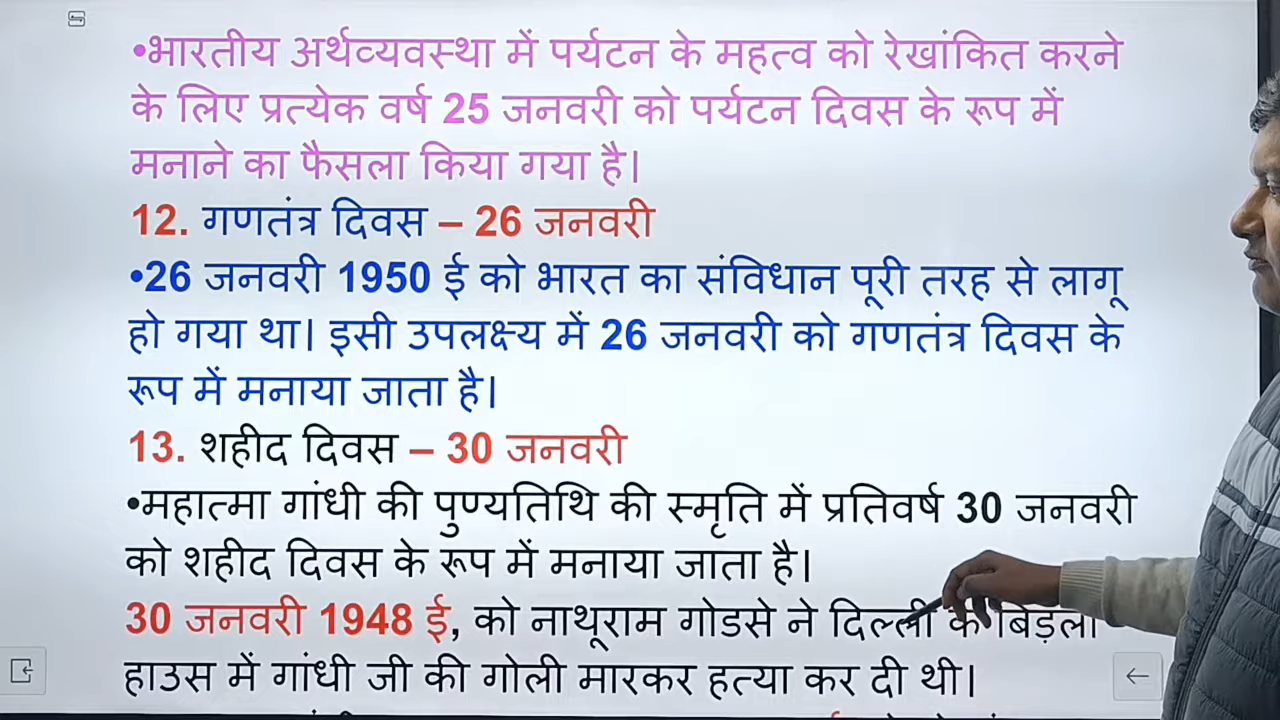 •भारतीय अर्थव्यवस्था में पर्यटन के महत्व को रेखांकित करने
के लिए प्रत्येक वर्ष 25 जनवरी को पर्यटन दिवस के रूप में
मनाने का फैसला किया गया है।
12. गणतंत्र दिवस – 26 जनवरी
•26 जनवरी 1950 ई को भारत का संविधान पूरी तरह से लागू
हो गया था। इसी उपलक्ष्य में 26 जनवरी को गणतंत्र दिवस के
रूप में मनाया जाता है।
13. शहीद दिवस – 30 जनवरी
•महात्मा गांधी की पुण्यतिथि की स्मृति में प्रतिवर्ष 30 जनवरी
को शहीद दिवस के रूप में मनाया जाता है।
30 जनवरी 1948 ई, को नाथूराम गोडसे ने दिल्ली के बिड़ला
हाउस में गांधी जी की गोली मारकर हत्या कर दी थी।